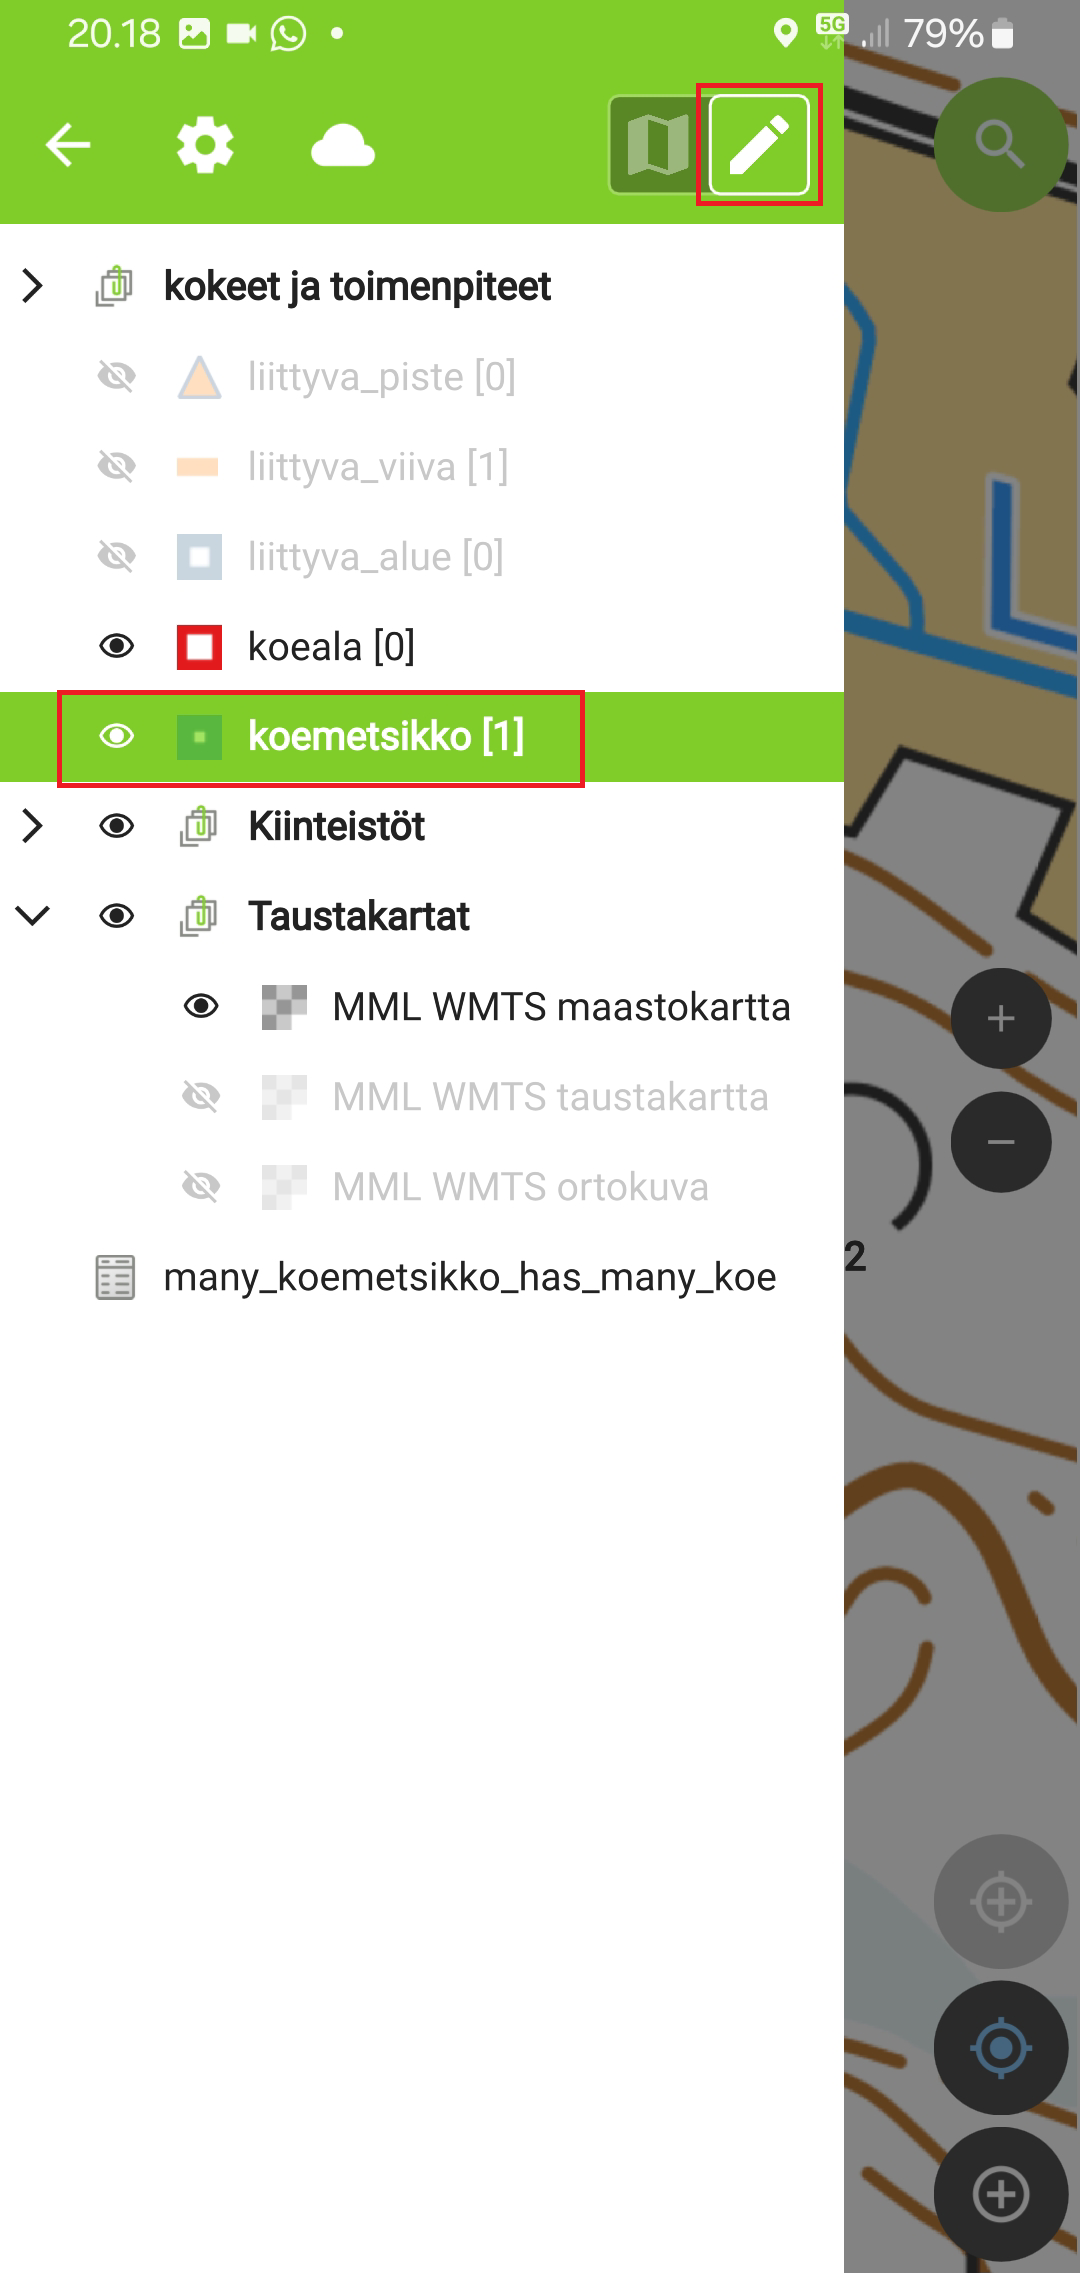 20.18
5G
79%
kokeet ja toimenpiteet
liittyva_piste [0]
liittyva_viiva [1]
liittyva_alue [0]
koeala [0]
koemetsikko [1]
Kiinteistöt
Taustakartat
MML WMTS maastokartta
MML WMTS taustakartta
MML WMTS ortokuva
2
many_koemetsikko_has_many_koe